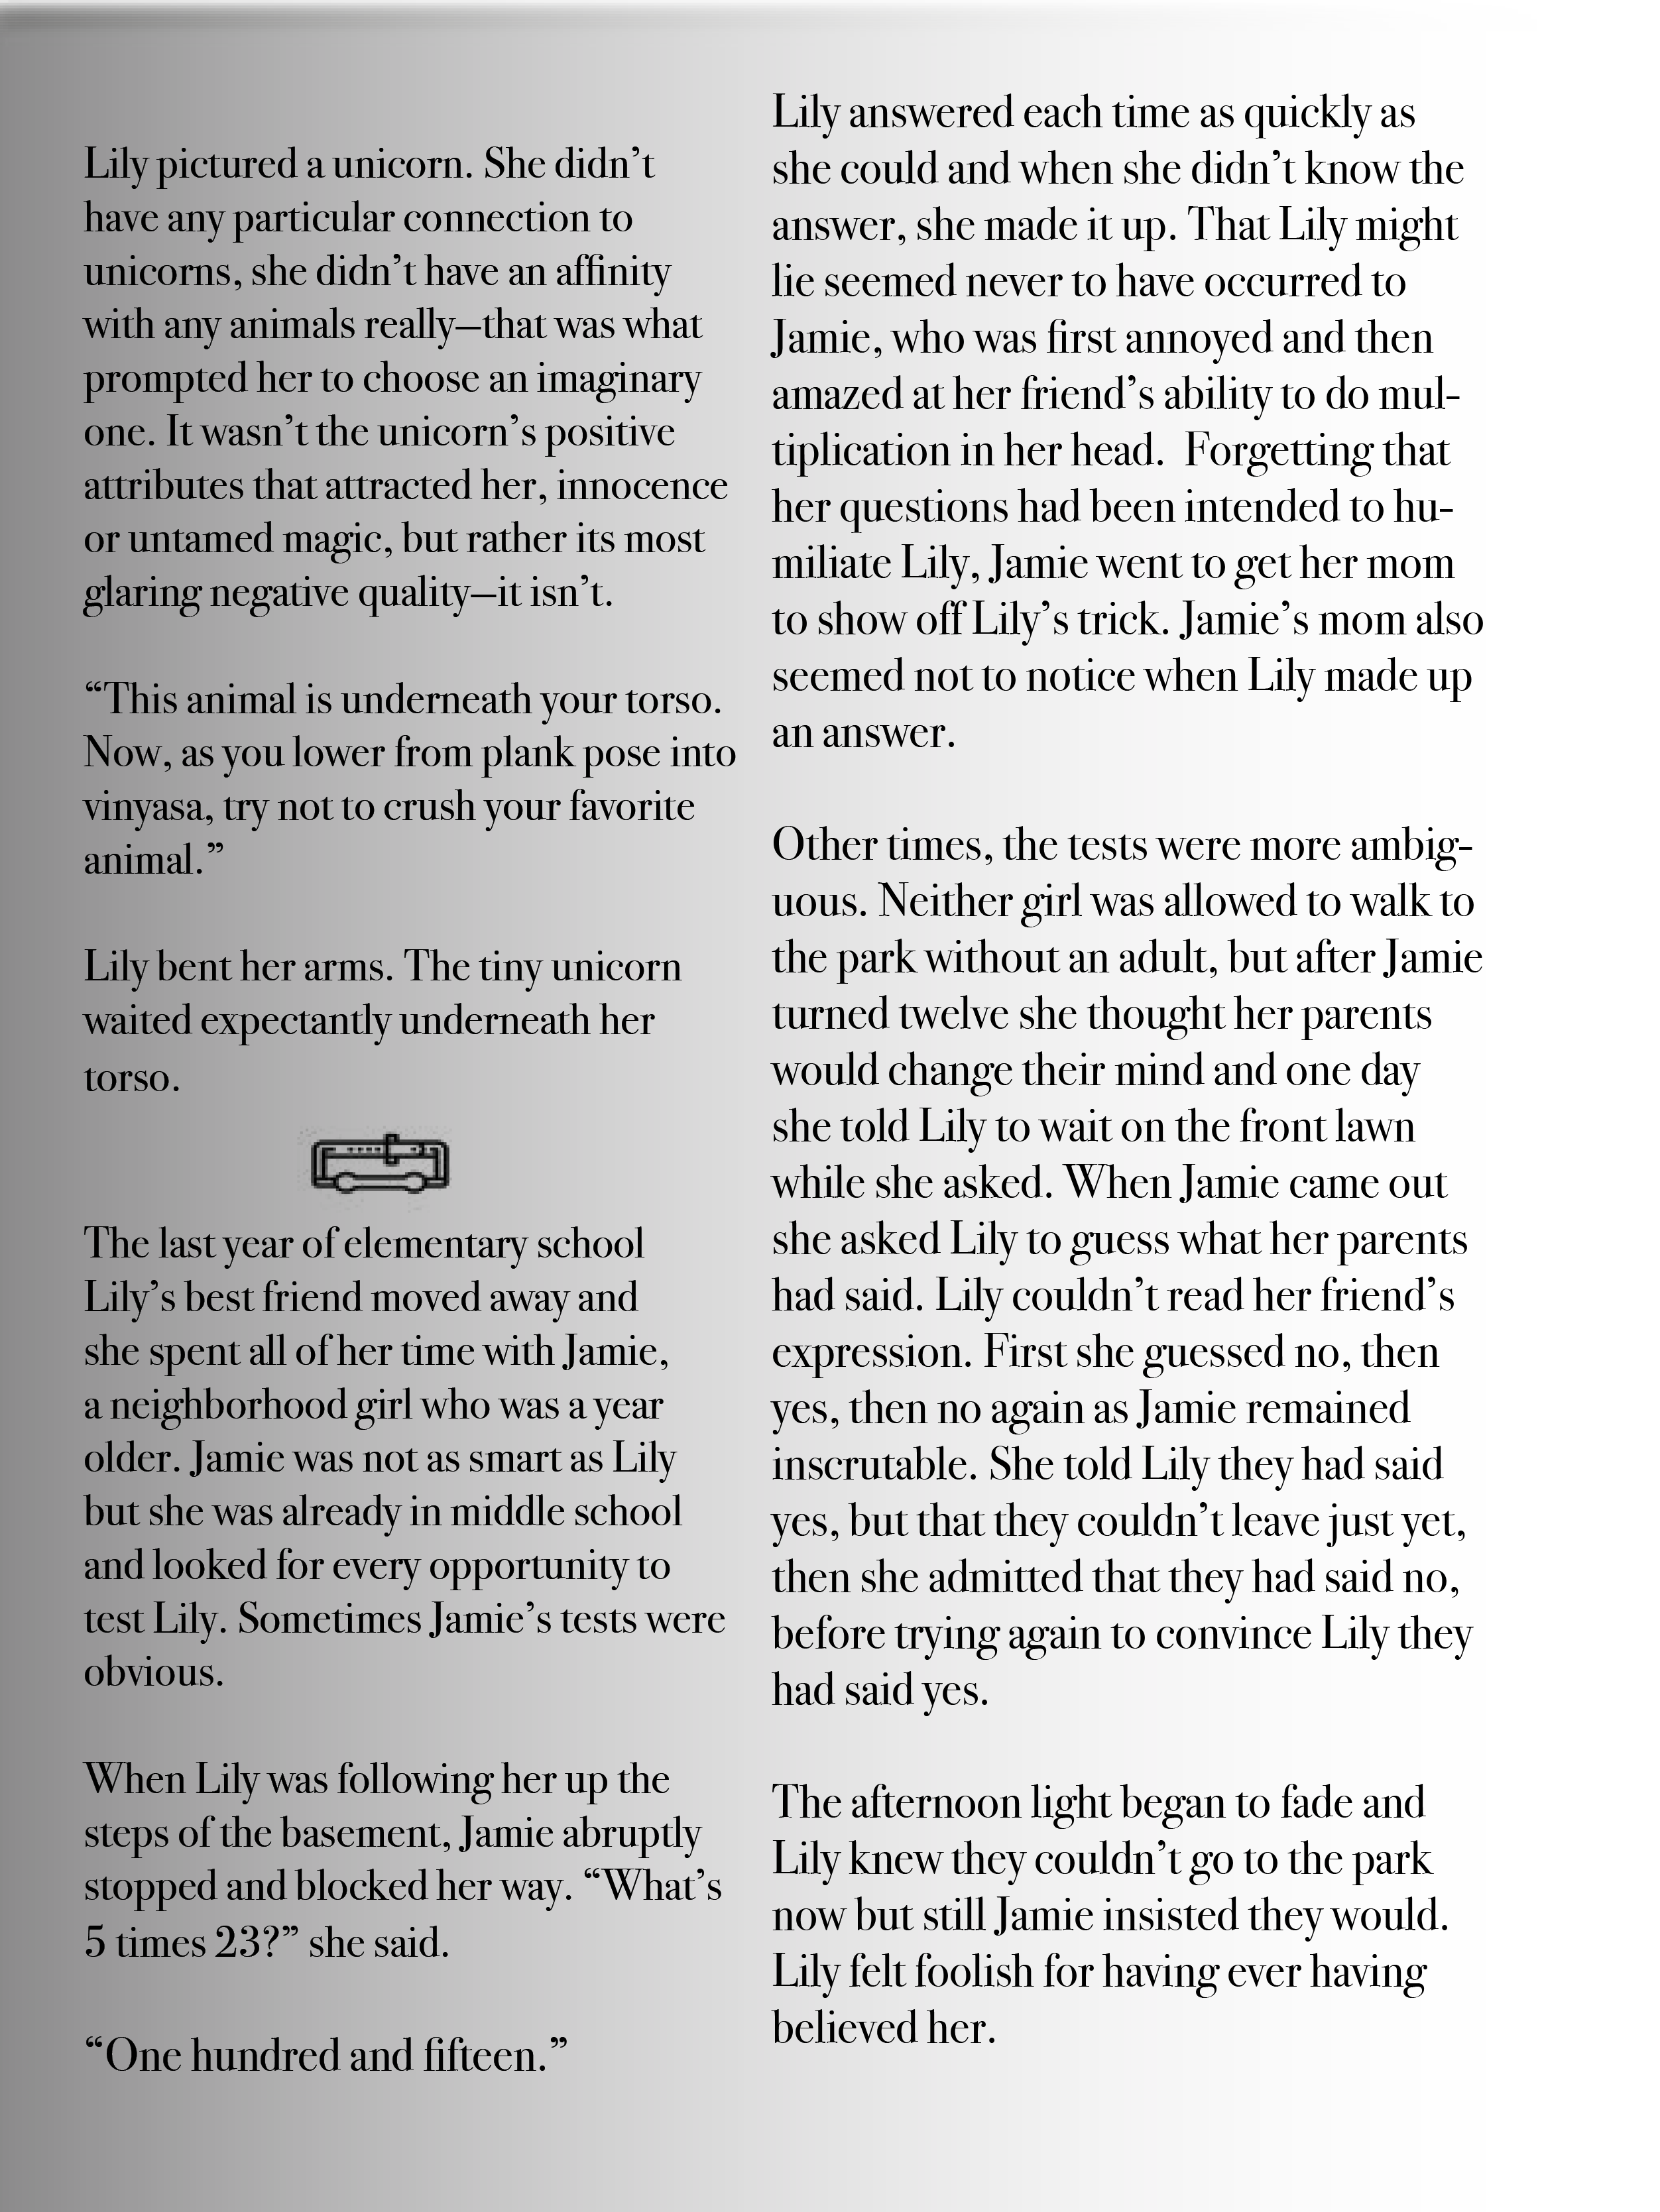 Lily pictured a unicorn. She didn’t
have any particular connection to
unicorns, she didn’t have an affinity
with any animals really—that was what
prompted her to choose an imaginary
one. It wasn’t the unicorn’s positive
attributes that attracted her, innocence
or untamed magic, but rather its most
glaring negative quality—it isn’t.
“This animal is underneath your torso.
Now, as you lower from plank pose into
vinyasa, try not to crush your favorite
animal.”
Lily bent her arms. The tiny unicorn
waited expectantly underneath her
torso.
The last year of elementary school
Lily’s best friend moved away and
she spent all of her time with Jamie,
a neighborhood girl who was a year
older. Jamie was not as smart as Lily
but she was already in middle school
and looked for every opportunity to
test Lily. Sometimes Jamie’s tests were
obvious.
When Lily was following her up the
steps of the basement, Jamie abruptly
stopped and blocked her way. “What’s
5 times 23?” she said.
“One hundred and fifteen.”
Lily answered each time as quickly as
she could and when she didn’t know the
answer, she made it up. That Lily might
lie seemed never to have occurred to
Jamie, who was first annoyed and then
amazed at her friend’s ability to do mul-
tiplication in her head.  Forgetting that
her questions had been intended to hu-
miliate Lily, Jamie went to get her mom
to show off Lily’s trick. Jamie’s mom also
seemed not to notice when Lily made up
an answer.
Other times, the tests were more ambig-
uous. Neither girl was allowed to walk to
the park without an adult, but after Jamie
turned twelve she thought her parents
would change their mind and one day
she told Lily to wait on the front lawn
while she asked. When Jamie came out
she asked Lily to guess what her parents
had said. Lily couldn’t read her friend’s
expression. First she guessed no, then
yes, then no again as Jamie remained
inscrutable. She told Lily they had said
yes, but that they couldn’t leave just yet,
then she admitted that they had said no,
before trying again to convince Lily they
had said yes.
The afternoon light began to fade and
Lily knew they couldn’t go to the park
now but still Jamie insisted they would.
Lily felt foolish for having ever having
believed her.